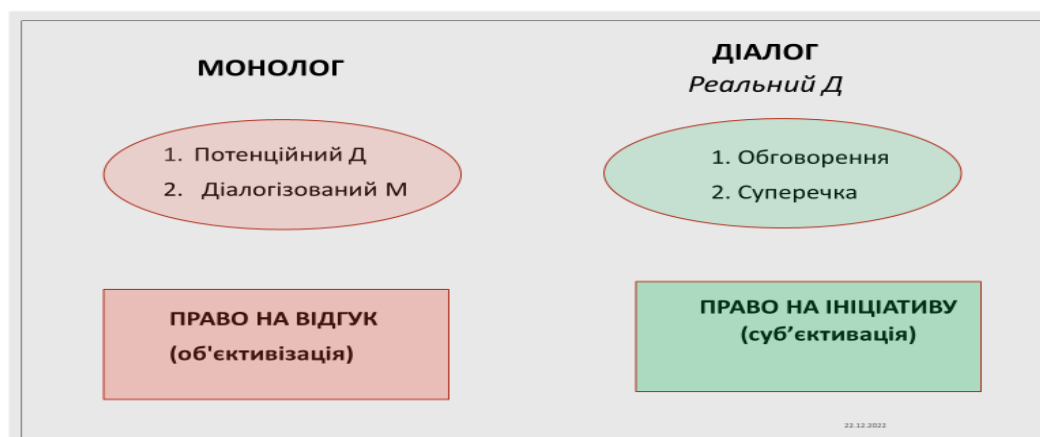 МОНОЛОГ
1. Потенційний Д
2. Діалогізований М
ПРАВО НА ВІДГУК
(об'єктивізація)
ДІАЛОГ
Реальний Д
1. Обговорення
2. Суперечка
ПРАВО НА ІНІЦІАТИВУ
(суб’єктивація)
22.12.2022